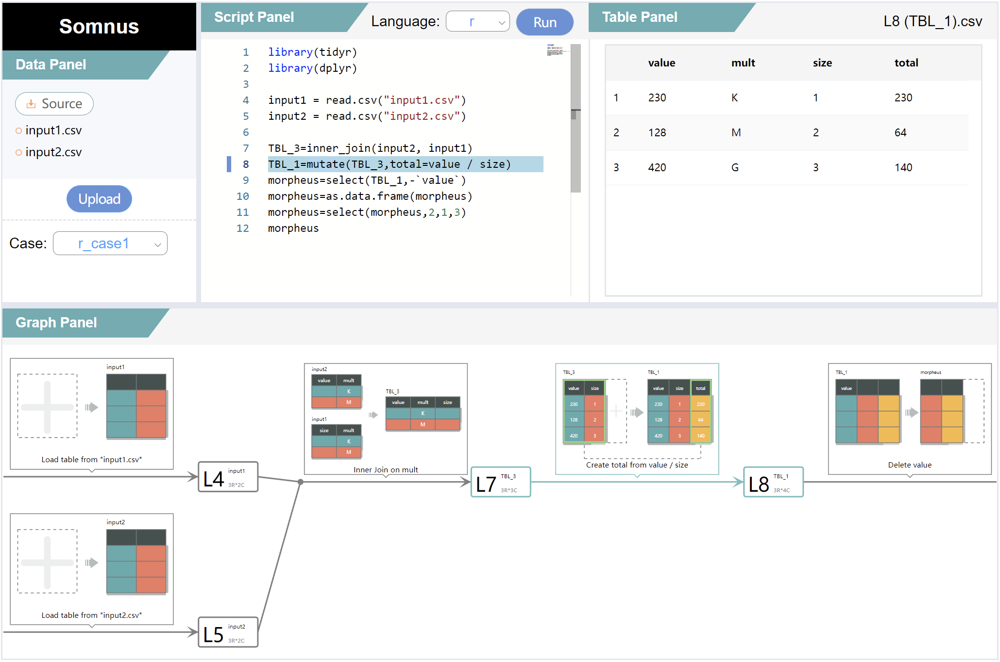 Somnus
Data Panel
Source
input1.csv
input2.csv
Upload
Case: r_case1
Script Panel
Language: r
Run
1 library(tidyr)
2 library(dplyr)
3
4 input1 = read.csv("input1.csv")
5 input2 = read.csv("input2.csv")
6
7 TBL_3=inner_join(input2, input1)
8 TBL_1=mutate(TBL_3,total=value / size)
9 morpheus=select(TBL_1,-`value`)
10 morpheus=as.data.frame(morpheus)
11 morpheus=select(morpheus,2,1,3)
12 morpheus
Table Panel
L8 (TBL_1).csv
value mult size total
1 230 K 1 230
2 128 M 2 64
3 420 G 3 140
Graph Panel
input1
Load table from "input1.csv"
L4 input1
3R*2C
input2
Load table from "input2.csv"
L5 input2
3R*2C
input2
value mult
K
M
input1
size mult
K
M
TBL_3
value mult size
K
M
Inner Join on mult
L7 TBL_3
3R*3C
TBL_3
value size
230 1
128 2
420 3
TBL_1
value size total
230 1 230
128 2 64
420 3 140
Create total from value / size
L8 TBL_1
3R*4C
TBL_1
value
morpheus
Delete value